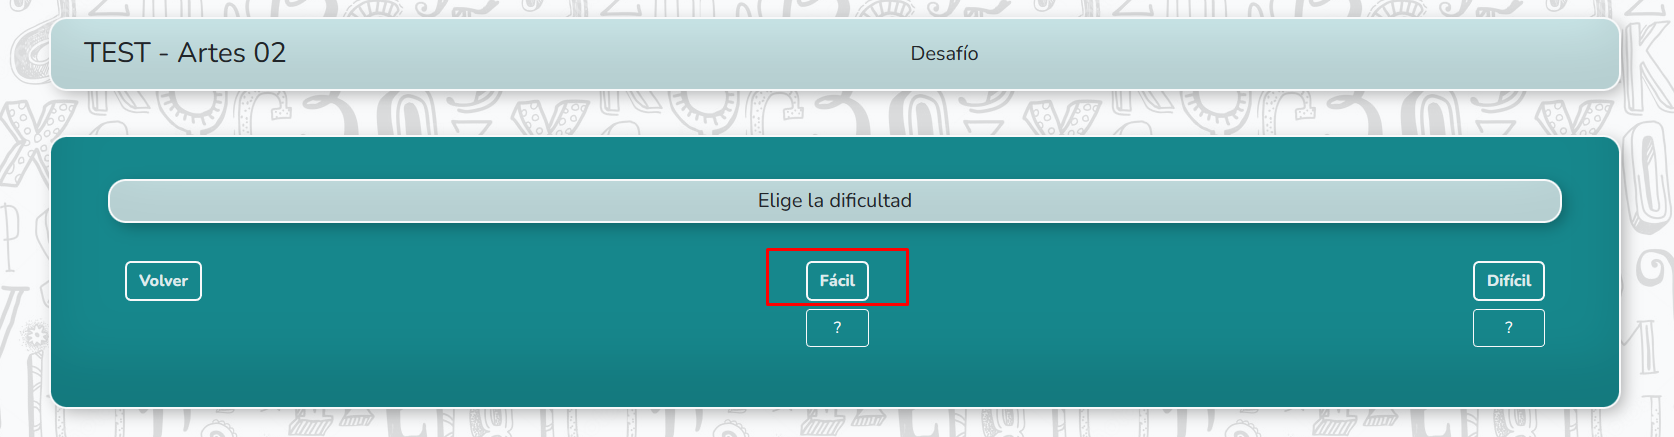 TEST - Artes 02
Desafío
Elige la dificultad
Volver
Fácil
Difícil
?
?